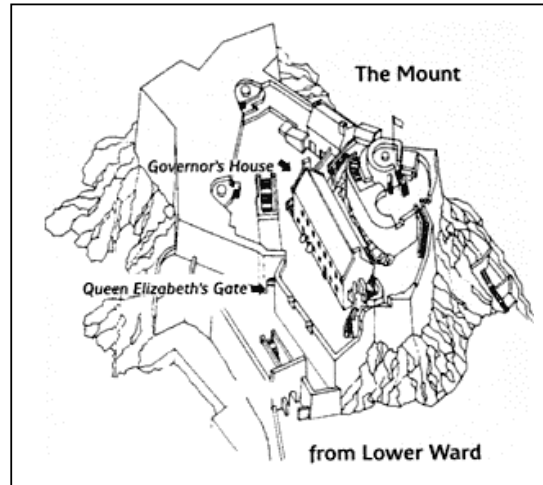 The Mount
Governor's House
Queen Elizabeth's Gate
from Lower Ward